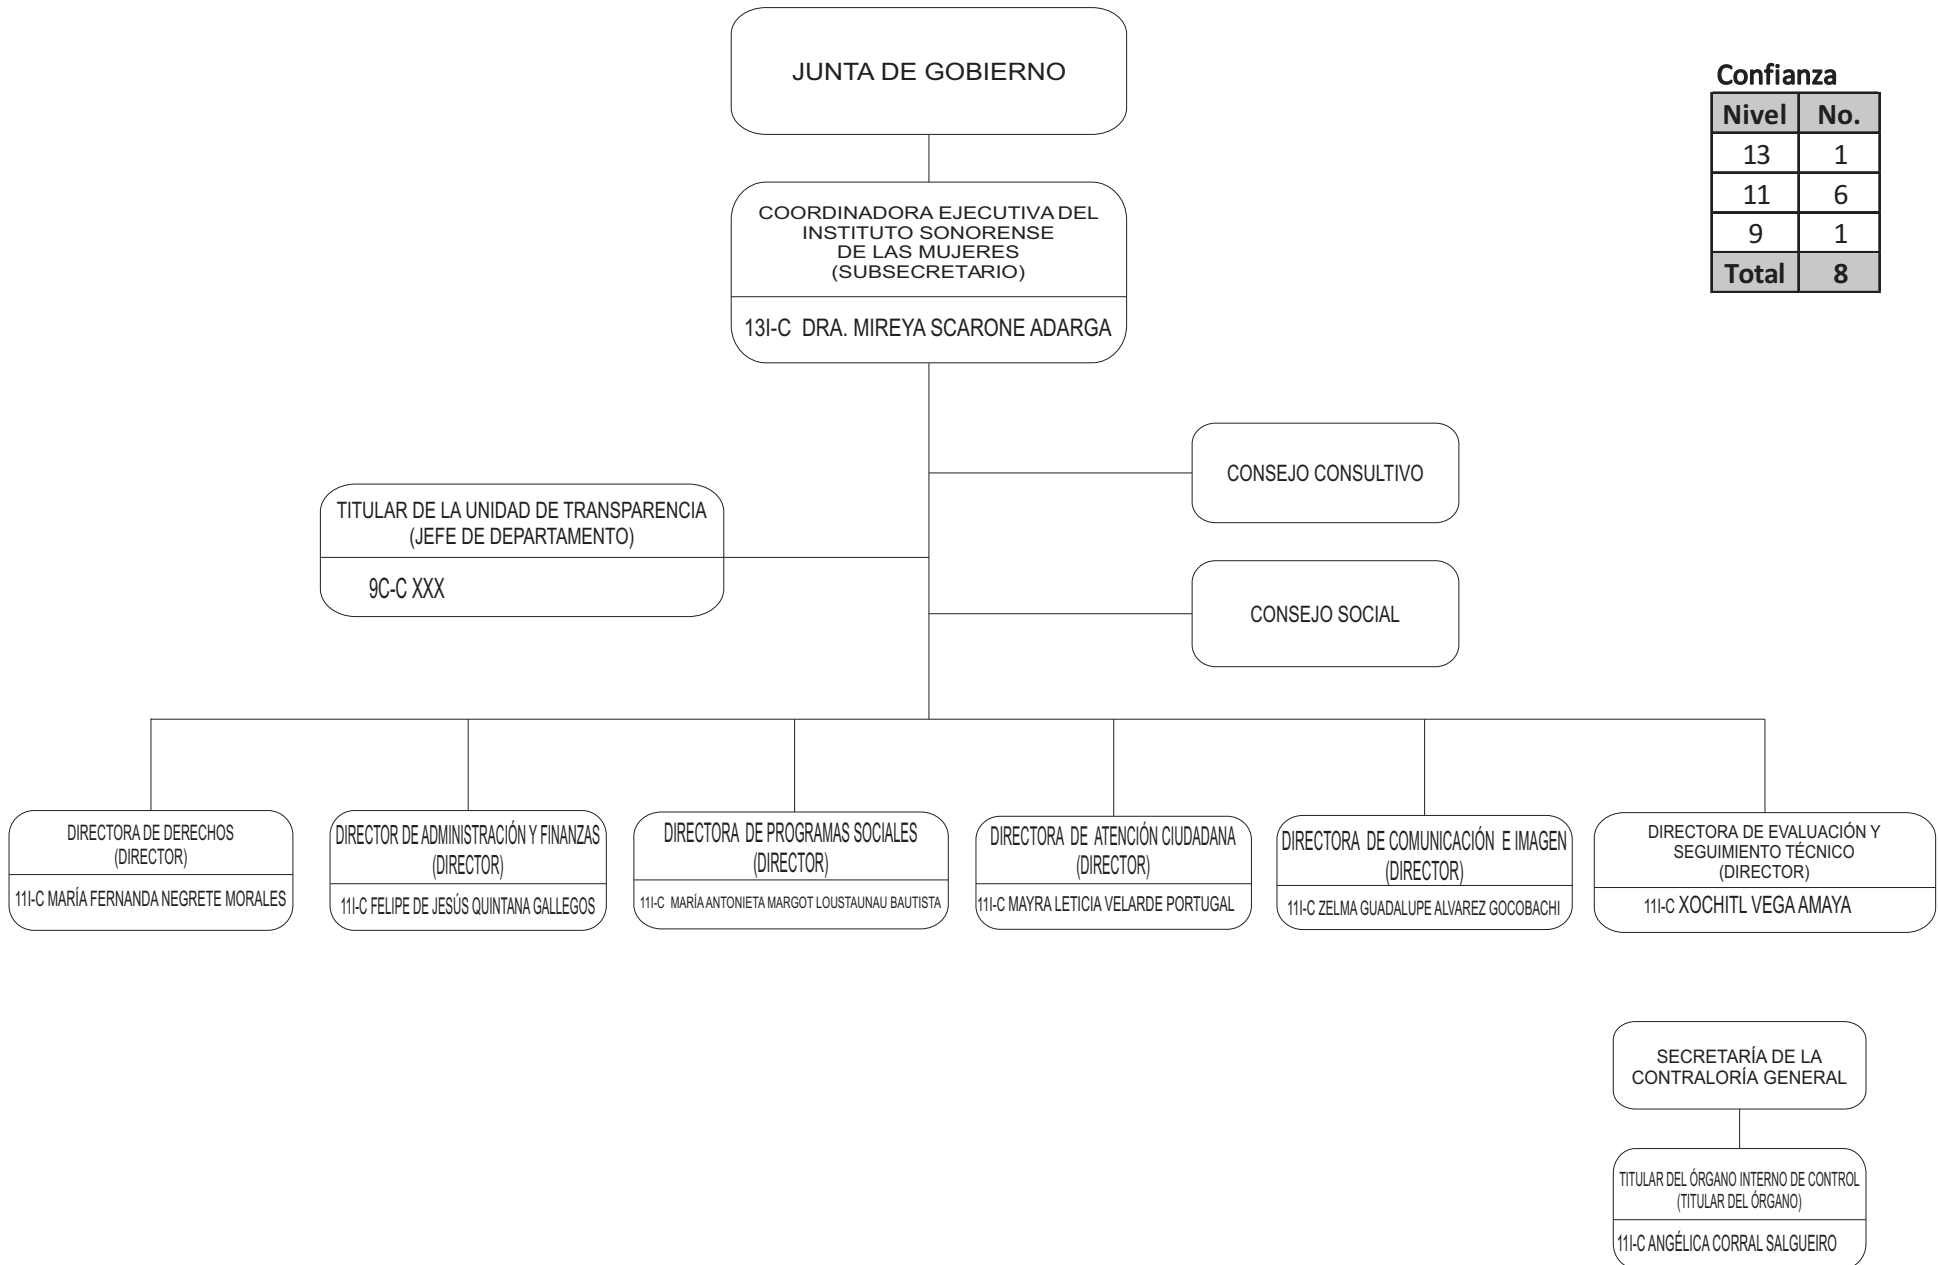 JUNTA DE GOBIERNO
Confianza
Nivel No.
13 1
11 6
9 1
Total 8
COORDINADORA EJECUTIVA DEL
INSTITUTO SONORENSE
DE LAS MUJERES
(SUBSECRETARIO)
13I-C DRA. MIREYA SCARONE ADARGA
CONSEJO CONSULTIVO
TITULAR DE LA UNIDAD DE TRANSPARENCIA
(JEFE DE DEPARTAMENTO)
9C-C XXX
CONSEJO SOCIAL
DIRECTORA DE DERECHOS
(DIRECTOR)
11I-C MARÍA FERNANDA NEGRETE MORALES
DIRECTOR DE ADMINISTRACIÓN Y FINANZAS
(DIRECTOR)
11I-C FELIPE DE JESÚS QUINTANA GALLEGOS
DIRECTORA DE PROGRAMAS SOCIALES
(DIRECTOR)
11I-C MARÍA ANTONIETA MARGOT LOUSTAUNAU BAUTISTA
DIRECTORA DE ATENCIÓN CIUDADANA
(DIRECTOR)
11I-C MAYRA LETICIA VELARDE PORTUGAL
DIRECTORA DE COMUNICACIÓN E IMAGEN
(DIRECTOR)
11I-C ZELMA GUADALUPE ALVAREZ GOCOBACHI
DIRECTORA DE EVALUACIÓN Y
SEGUIMIENTO TÉCNICO
(DIRECTOR)
11I-C XOCHITL VEGA AMAYA
SECRETARÍA DE LA
CONTRALORÍA GENERAL
TITULAR DEL ÓRGANO INTERNO DE CONTROL
(TITULAR DEL ÓRGANO)
11I-C ANGÉLICA CORRAL SALGUEIRO